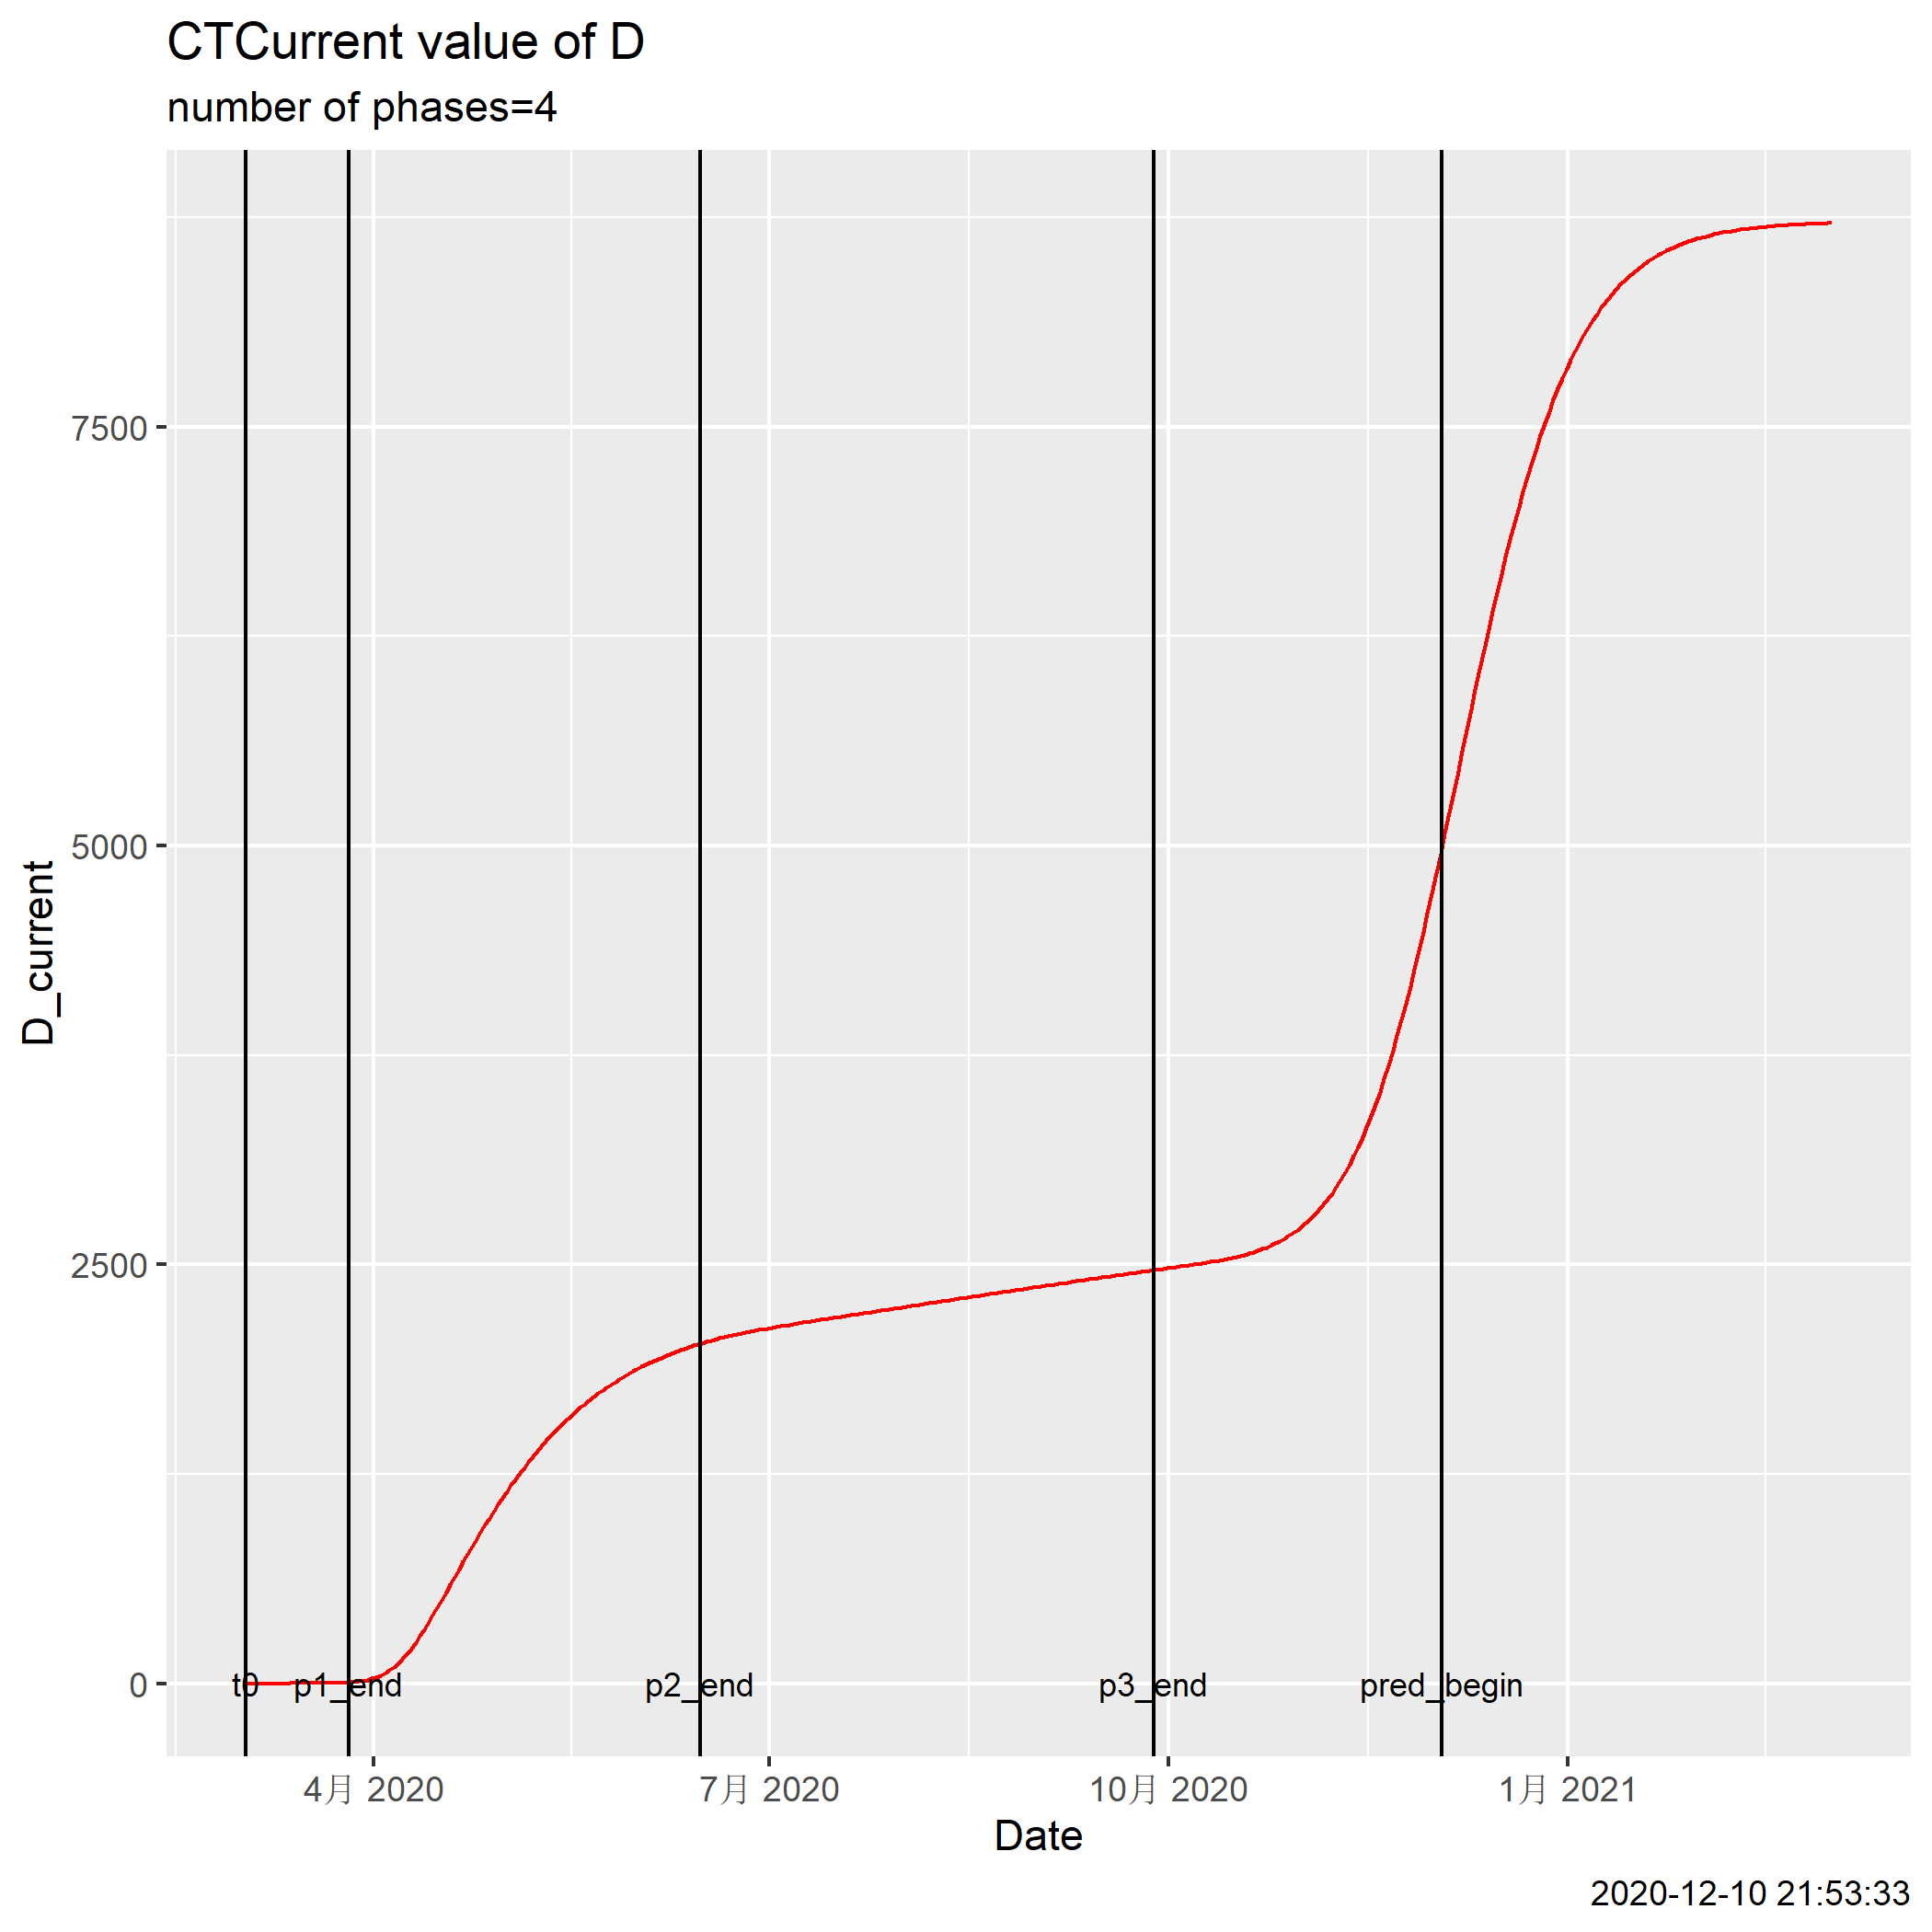 CTCurrent value of D
number of phases=4
D_current
7500
5000
2500
0
t0 p1_end p2_end p3_end pred_begin
4月 2020 7月 2020 10月 2020 1月 2021
Date
2020-12-10 21:53:33